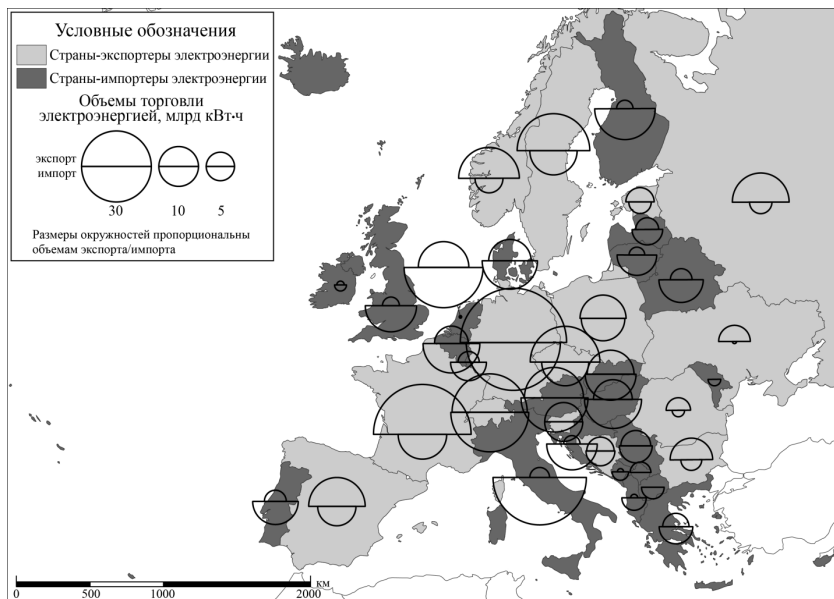 Условные обозначения
Страны-экспортеры электроэнергии
Страны-импортеры электроэнергии
Объемы торговли
электроэнергией, млрд кВт·ч
экспорт
импорт
30 10 5
Размеры окружностей пропорциональны
объемам экспорта/импорта
км
0 500 1000 2000